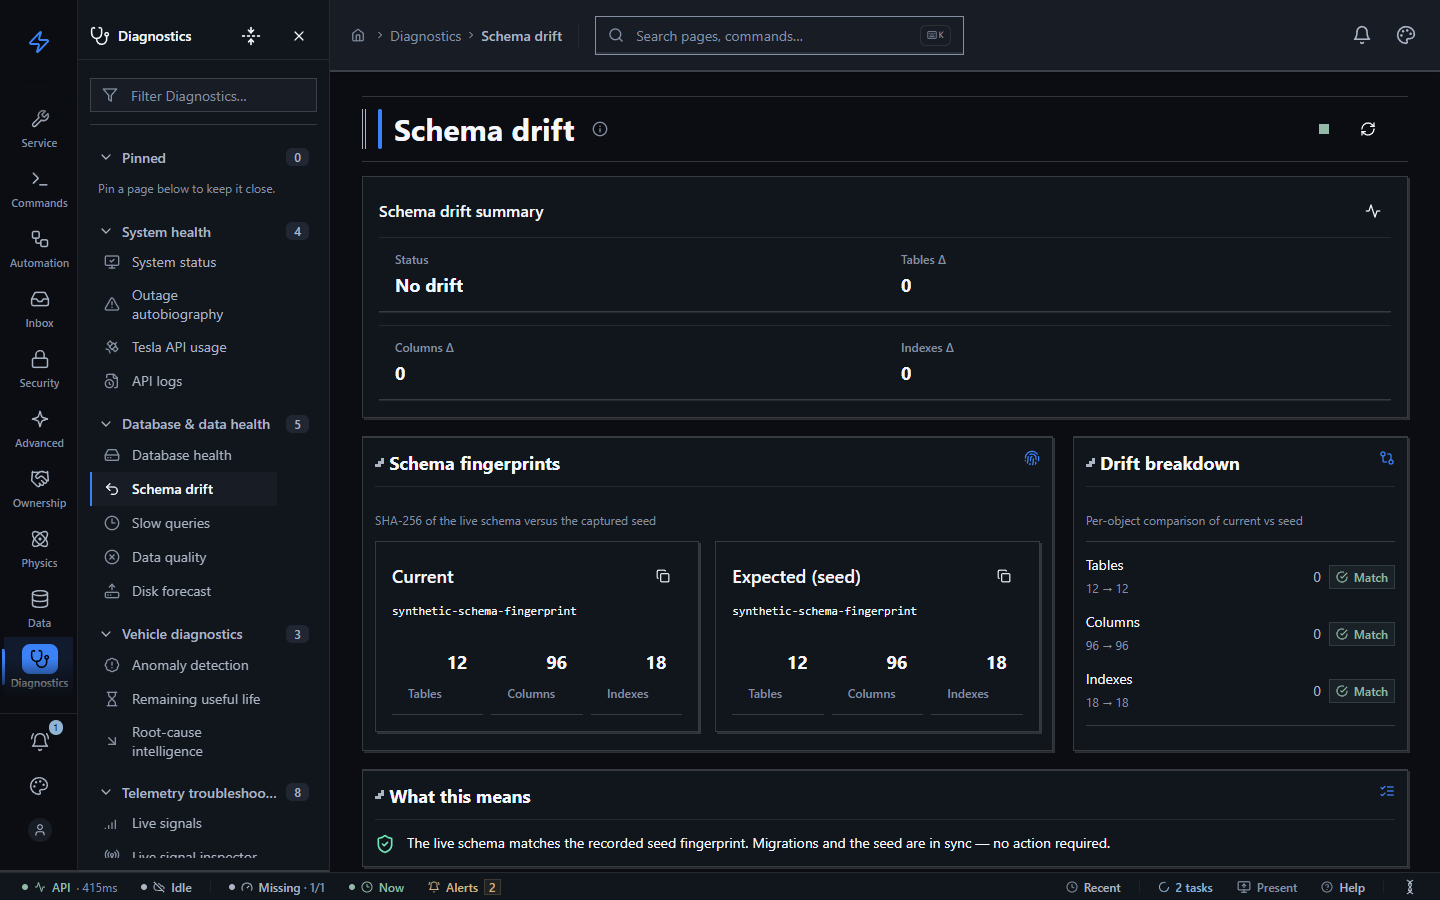 Diagnostics
Diagnostics
Schema drift
Search pages, commands...
K
Service
Commands
Automation
Inbox
Security
Advanced
Ownership
Physics
Data
Diagnostics
1
Filter Diagnostics...
Pinned
0
Pin a page below to keep it close.
System health
4
System status
Outage
autobiography
Tesla API usage
API logs
Database & data health
5
Database health
Schema drift
Slow queries
Data quality
Disk forecast
Vehicle diagnostics
3
Anomaly detection
Remaining useful life
Root-cause
intelligence
Telemetry troubleshoo...
8
Live signals
Live signal inspector
Schema drift
Schema drift summary
Status
No drift
Tables Δ
0
Columns Δ
0
Indexes Δ
0
Schema fingerprints
SHA-256 of the live schema versus the captured seed
Current
synthetic-schema-fingerprint
12 96 18
Tables Columns Indexes
Expected (seed)
synthetic-schema-fingerprint
12 96 18
Tables Columns Indexes
Drift breakdown
Per-object comparison of current vs seed
Tables
12 → 12
0 Match
Columns
96 → 96
0 Match
Indexes
18 → 18
0 Match
What this means
The live schema matches the recorded seed fingerprint. Migrations and the seed are in sync — no action required.
API · 415ms
Idle
Missing · 1/1
Now
Alerts 2
Recent
2 tasks
Present
Help